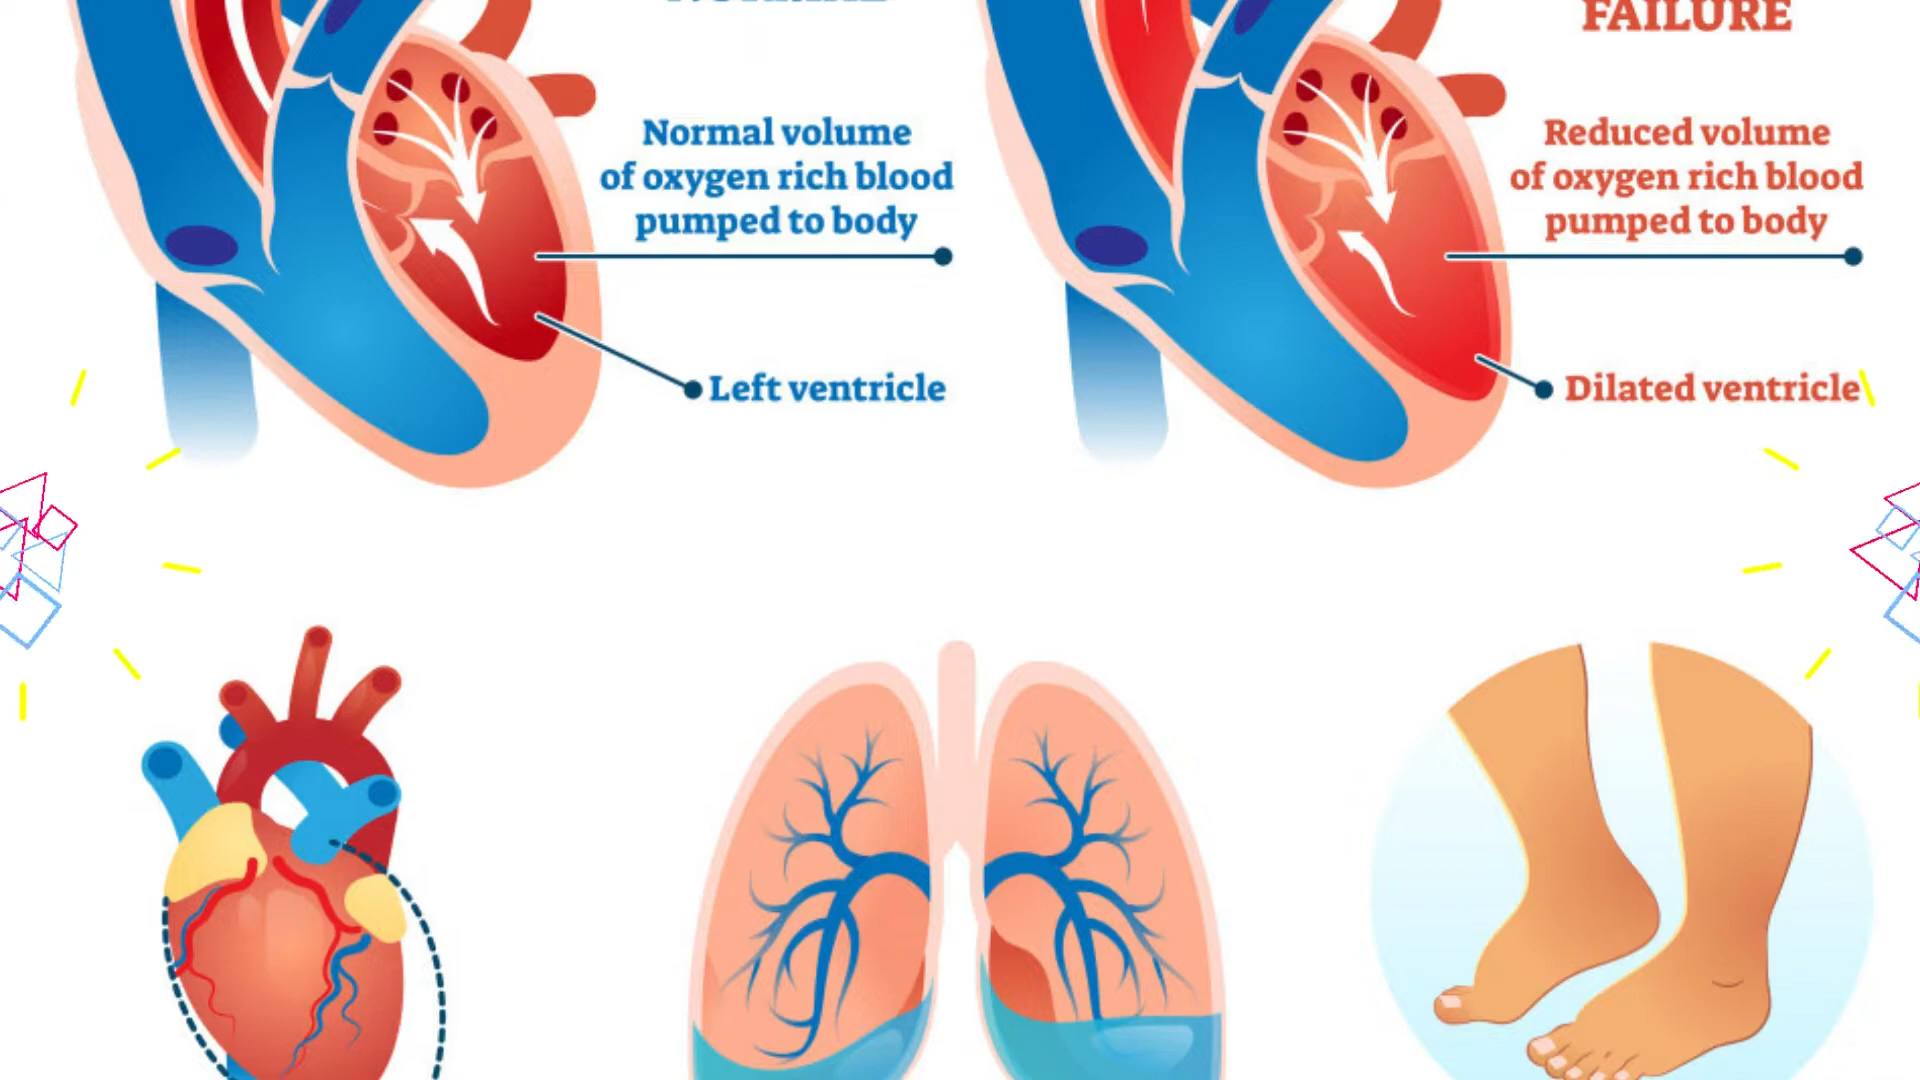 FAILURE
Normal volume
of oxygen rich blood
pumped to body
Left ventricle
Reduced volume
of oxygen rich blood
pumped to body
Dilated ventricle